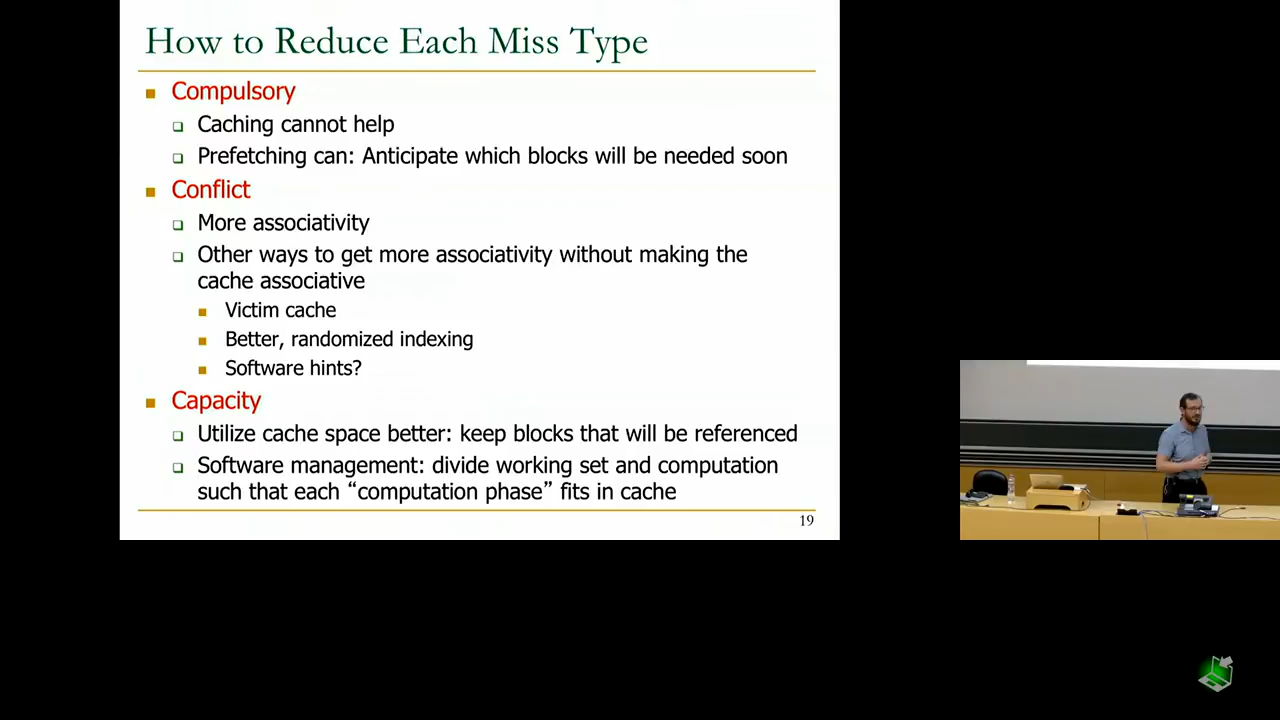 How to Reduce Each Miss Type
Compulsory
Caching cannot help
Prefetching can: Anticipate which blocks will be needed soon
Conflict
More associativity
Other ways to get more associativity without making the
cache associative
Victim cache
Better, randomized indexing
Software hints?
Capacity
Utilize cache space better: keep blocks that will be referenced
Software management: divide working set and computation
such that each “computation phase” fits in cache
19